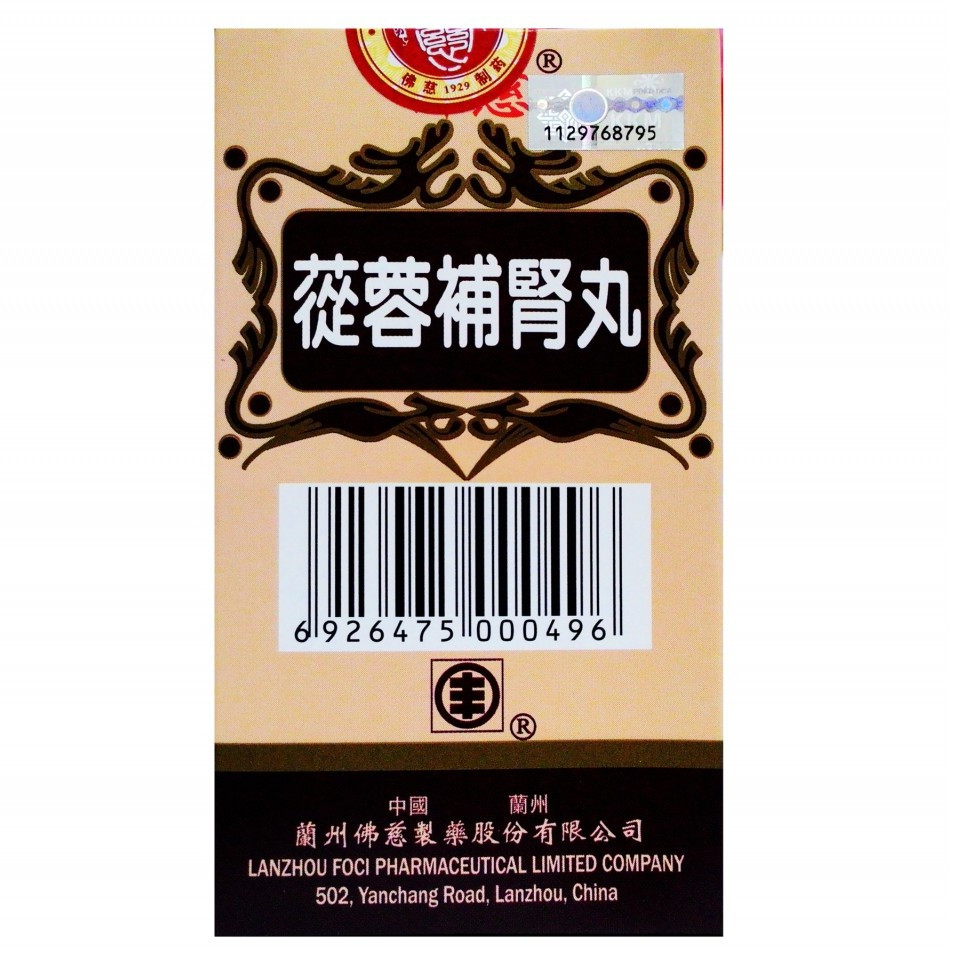 佛慈 1929 制药
®
1129768795
蓯蓉補腎丸
6 926475 000496
®
中國 蘭州
蘭州佛慈製藥股份有限公司
LANZHOU FOCI PHARMACEUTICAL LIMITED COMPANY
502, Yanchang Road, Lanzhou, China